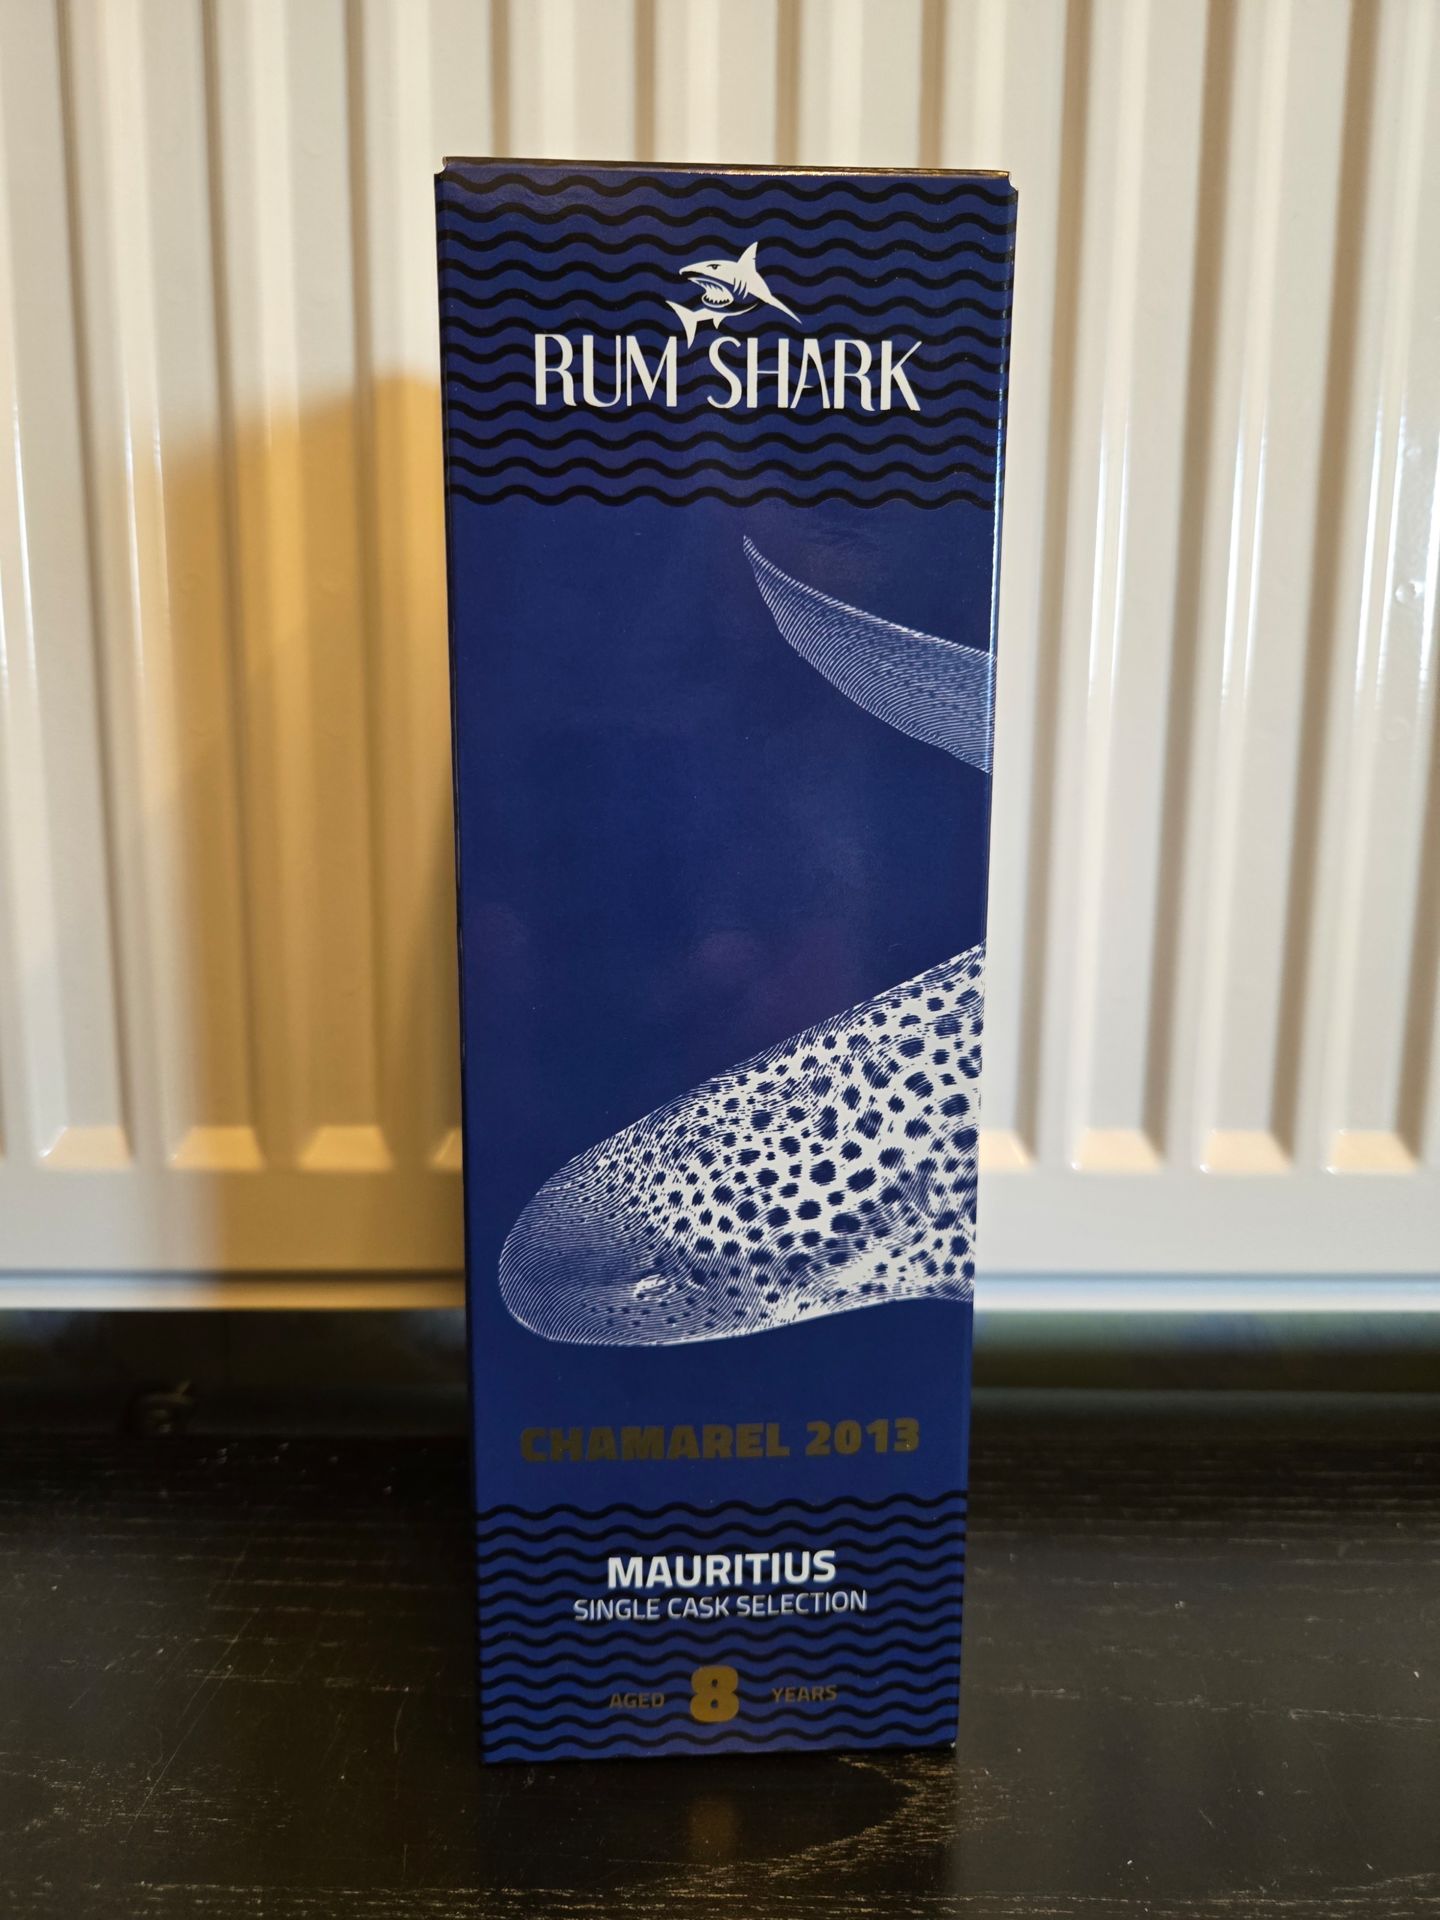 RUM SHARK
CHAMAREL 2013
MAURITIUS
SINGLE CASK SELECTION
AGED 8 YEARS